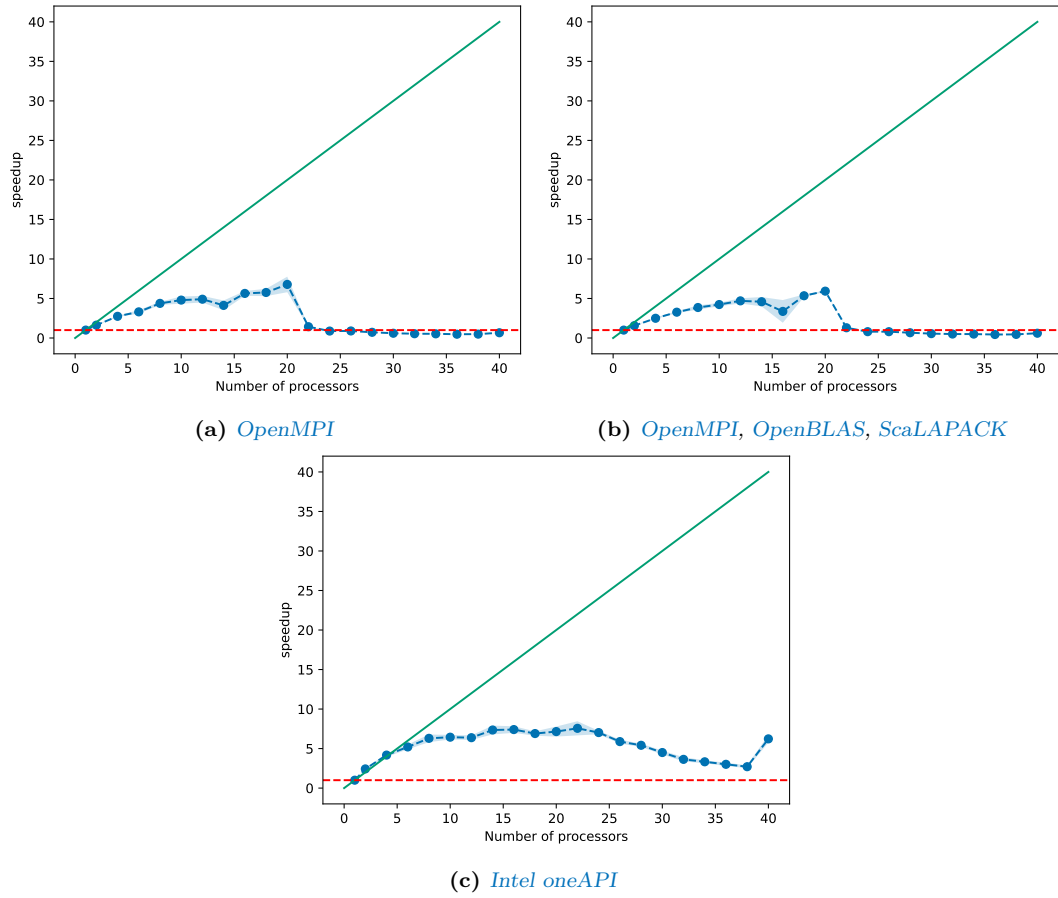 40
35
30
25
20
15
10
5
0
speedup
0 5 10 15 20 25 30 35 40
Number of processors
(a) OpenMPI
40
35
30
25
20
15
10
5
0
speedup
0 5 10 15 20 25 30 35 40
Number of processors
(b) OpenMPI, OpenBLAS, ScaLAPACK
40
35
30
25
20
15
10
5
0
speedup
0 5 10 15 20 25 30 35 40
Number of processors
(c) Intel oneAPI